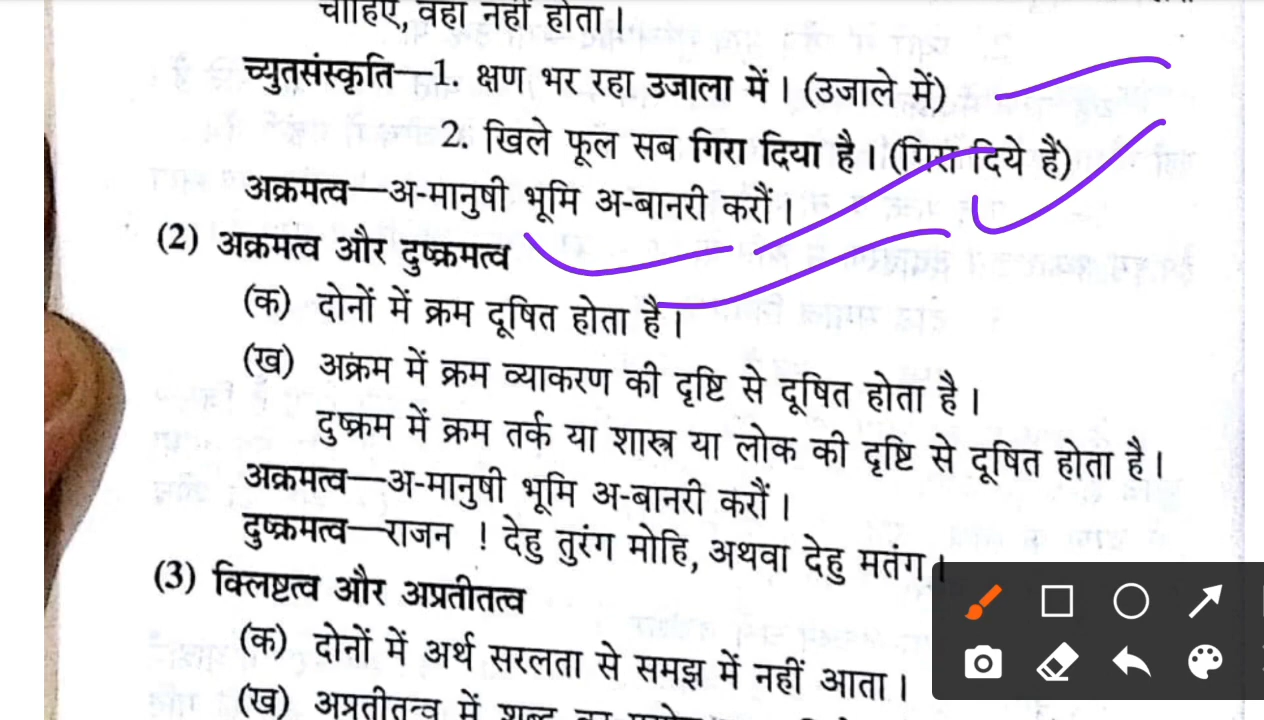 चाहिए, वहाँ नहीं होता।
च्युतसंस्कृति—1. क्षण भर रहा उजाला में। (उजाले में)
2. खिले फूल सब गिरा दिया है। (गिरा दिये हैं)
अक्रमत्व—अ-मानुषी भूमि अ-बानरी करौं।
(2) अक्रमत्व और दुष्क्रमत्व
(क) दोनों में क्रम दूषित होता है।
(ख) अक्रम में क्रम व्याकरण की दृष्टि से दूषित होता है।
दुष्क्रम में क्रम तर्क या शास्त्र या लोक की दृष्टि से दूषित होता है।
अक्रमत्व—अ-मानुषी भूमि अ-बानरी करौं।
दुष्क्रमत्व—राजन ! देहु तुरंग मोहि, अथवा देहु मतंग।
(3) क्लिष्टत्व और अप्रतीतत्व
(क) दोनों में अर्थ सरलता से समझ में नहीं आता।
(ख) अप्रतीतत्व में शब्द का